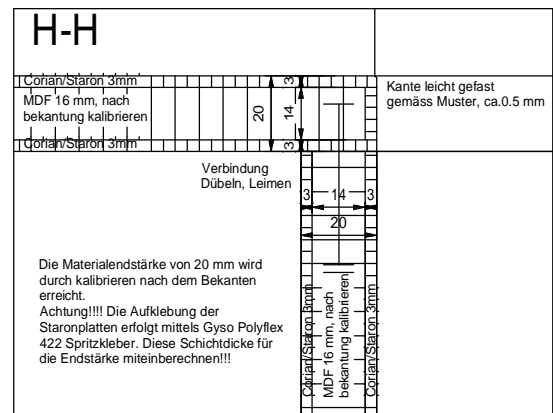 H-H
Corian/Staron 3mm
MDF 16 mm, nach
bekantung kalibrieren
Corian/Staron 3mm
20
3
14
3
Kante leicht gefast
gemäss Muster, ca.0.5 mm
Verbindung
Dübeln, Leimen
3
14
3
20
Die Materialendstärke von 20 mm wird
durch kalibrieren nach dem Bekanten
erreicht.
Achtung!!!! Die Aufklebung der
Staronplatten erfolgt mittels Gyso Polyflex
422 Spritzkleber. Diese Schichtdicke für
die Endstärke miteinberechnen!!!
Corian/Staron 3mm
MDF 16 mm, nach
bekantung kalibrieren
Corian/Staron 3mm